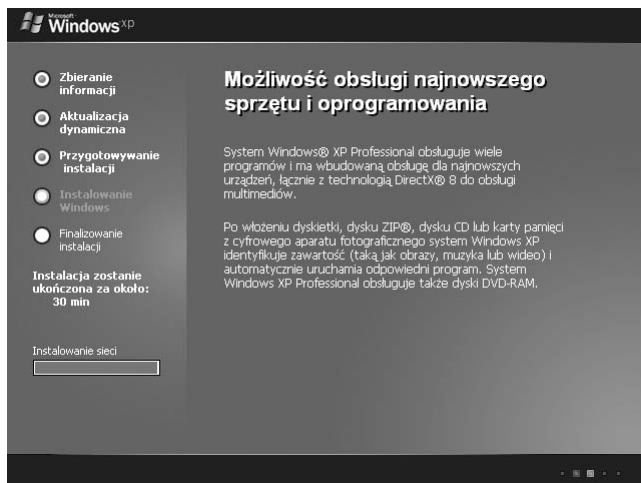 Microsoft
Windows xp
Zbieranie
informacji
Aktualizacja
dynamiczna
Przygotowywanie
instalacji
Instalowanie
Windows
Finalizowanie
instalacji
Instalacja zostanie
ukończona za około:
30 min
Instalowanie sieci
Możliwość obsługi najnowszego
sprzętu i oprogramowania
System Windows® XP Professional obsługuje wiele
programów i ma wbudowaną obsługę dla najnowszych
urządzeń, łącznie z technologią DirectX® 8 do obsługi
multimediów.
Po włożeniu dyskietki, dysku ZIP®, dysku CD lub karty pamięci
z cyfrowego aparatu fotograficznego system Windows XP
identyfikuje zawartość (taką jak obrazy, muzyka lub wideo) i
automatycznie uruchamia odpowiedni program. System
Windows XP Professional obsługuje także dyski DVD-RAM.